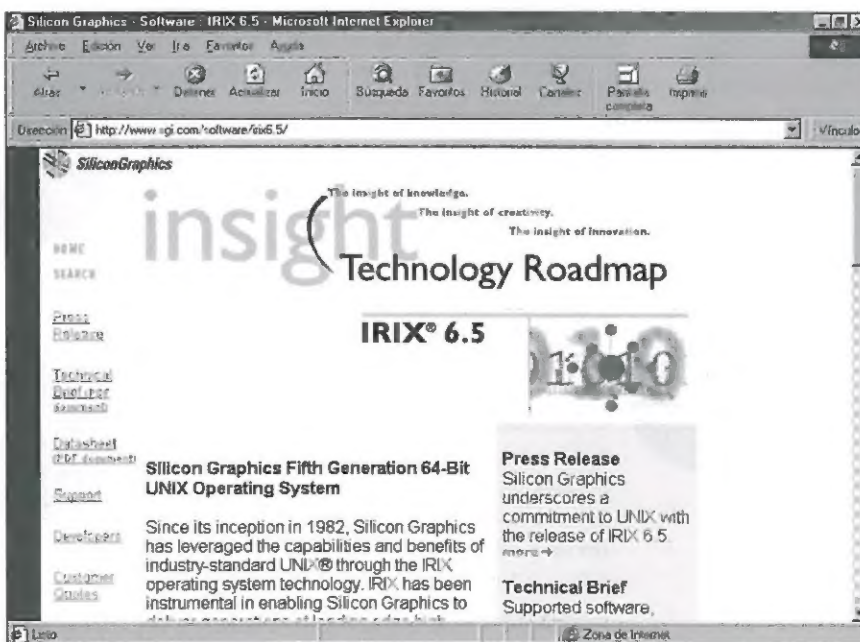 Silicon Graphics - Software : IRIX 6.5 - Microsoft Internet Explorer
Archivo Edición Ver Ir a Favoritos Ayuda
Atrás Detener Actualizar Inicio Búsqueda Favoritos Historial Canales Pantalla completa Imprimir
Dirección http://www.sgi.com/software/irix6.5/ Vínculo
SiliconGraphics
insight
The insight of knowledge.
The insight of creativity.
The insight of innovation.
Technology Roadmap
HOME
SEARCH
Press
Release
IRIX® 6.5
Technical
Brief
Datasheet
(PDF document)
Support
Developers
Customer
Quotes
Silicon Graphics Fifth Generation 64-Bit
UNIX Operating System
Since its inception in 1982, Silicon Graphics
has leveraged the capabilities and benefits of
industry-standard UNIX® through the IRIX
operating system technology. IRIX has been
instrumental in enabling Silicon Graphics to
Press Release
Silicon Graphics
underscores a
commitment to UNIX with
the release of IRIX 6.5.
more→
Technical Brief
Supported software,
Listo Zona de Internet